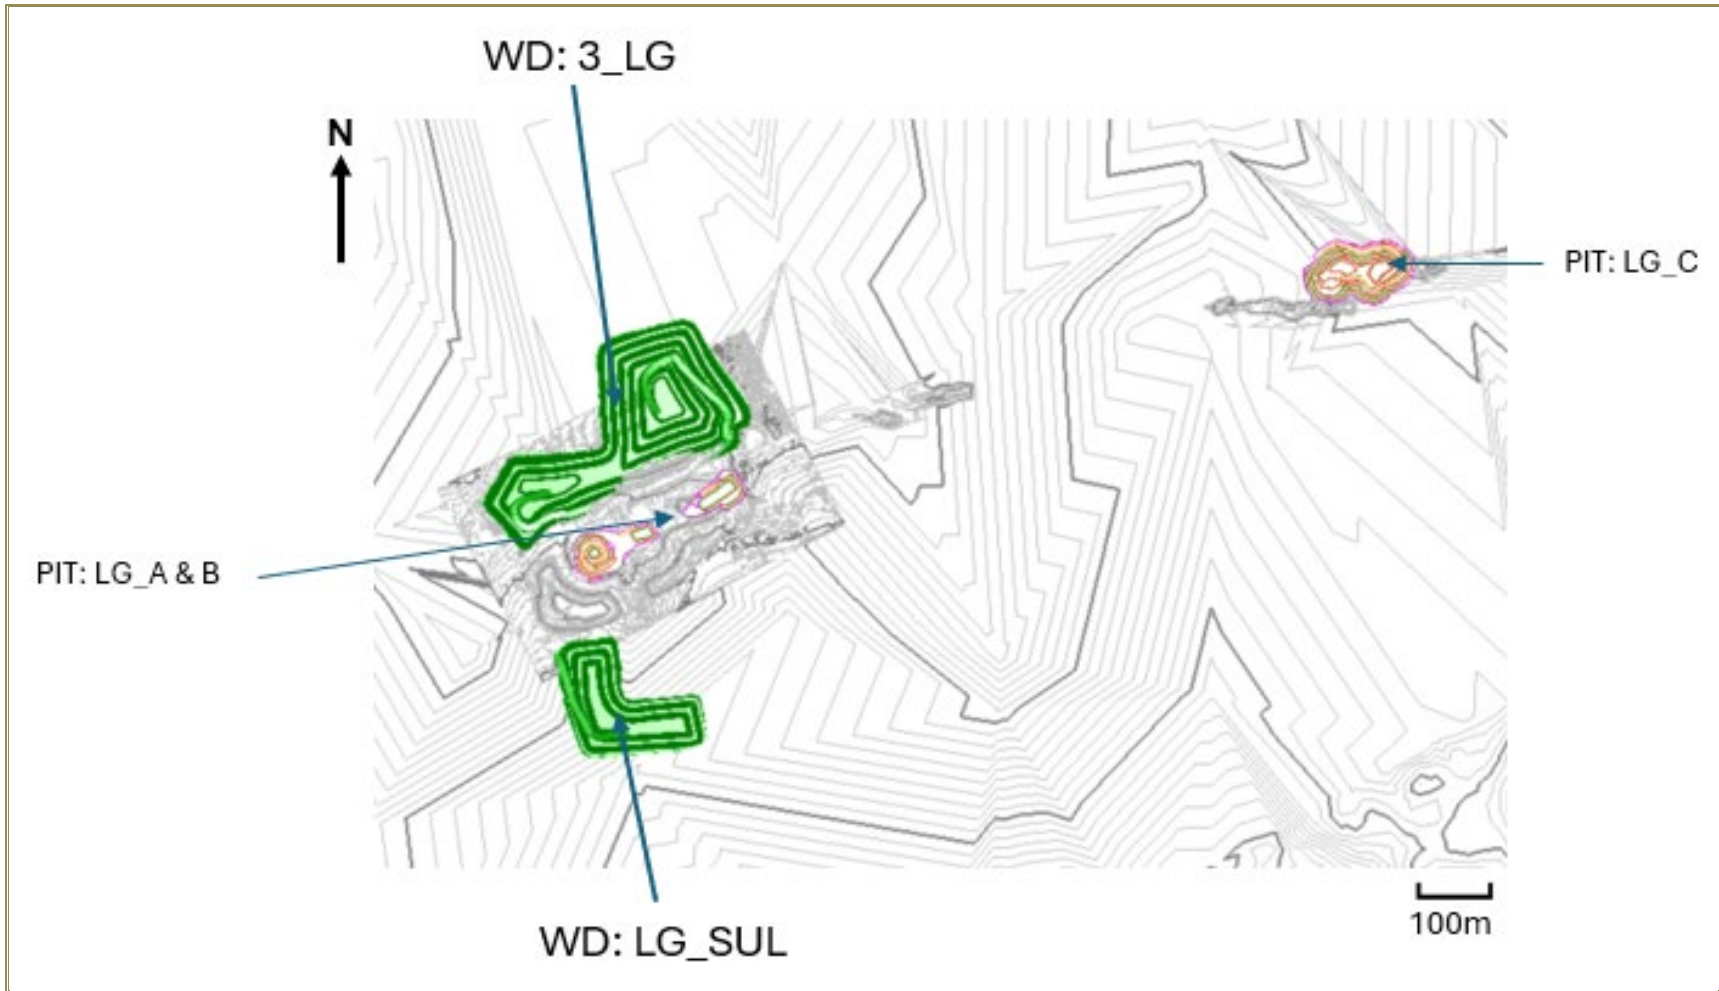 WD: 3_LG
N
PIT: LG_C
PIT: LG_A & B
100m
WD: LG_SUL